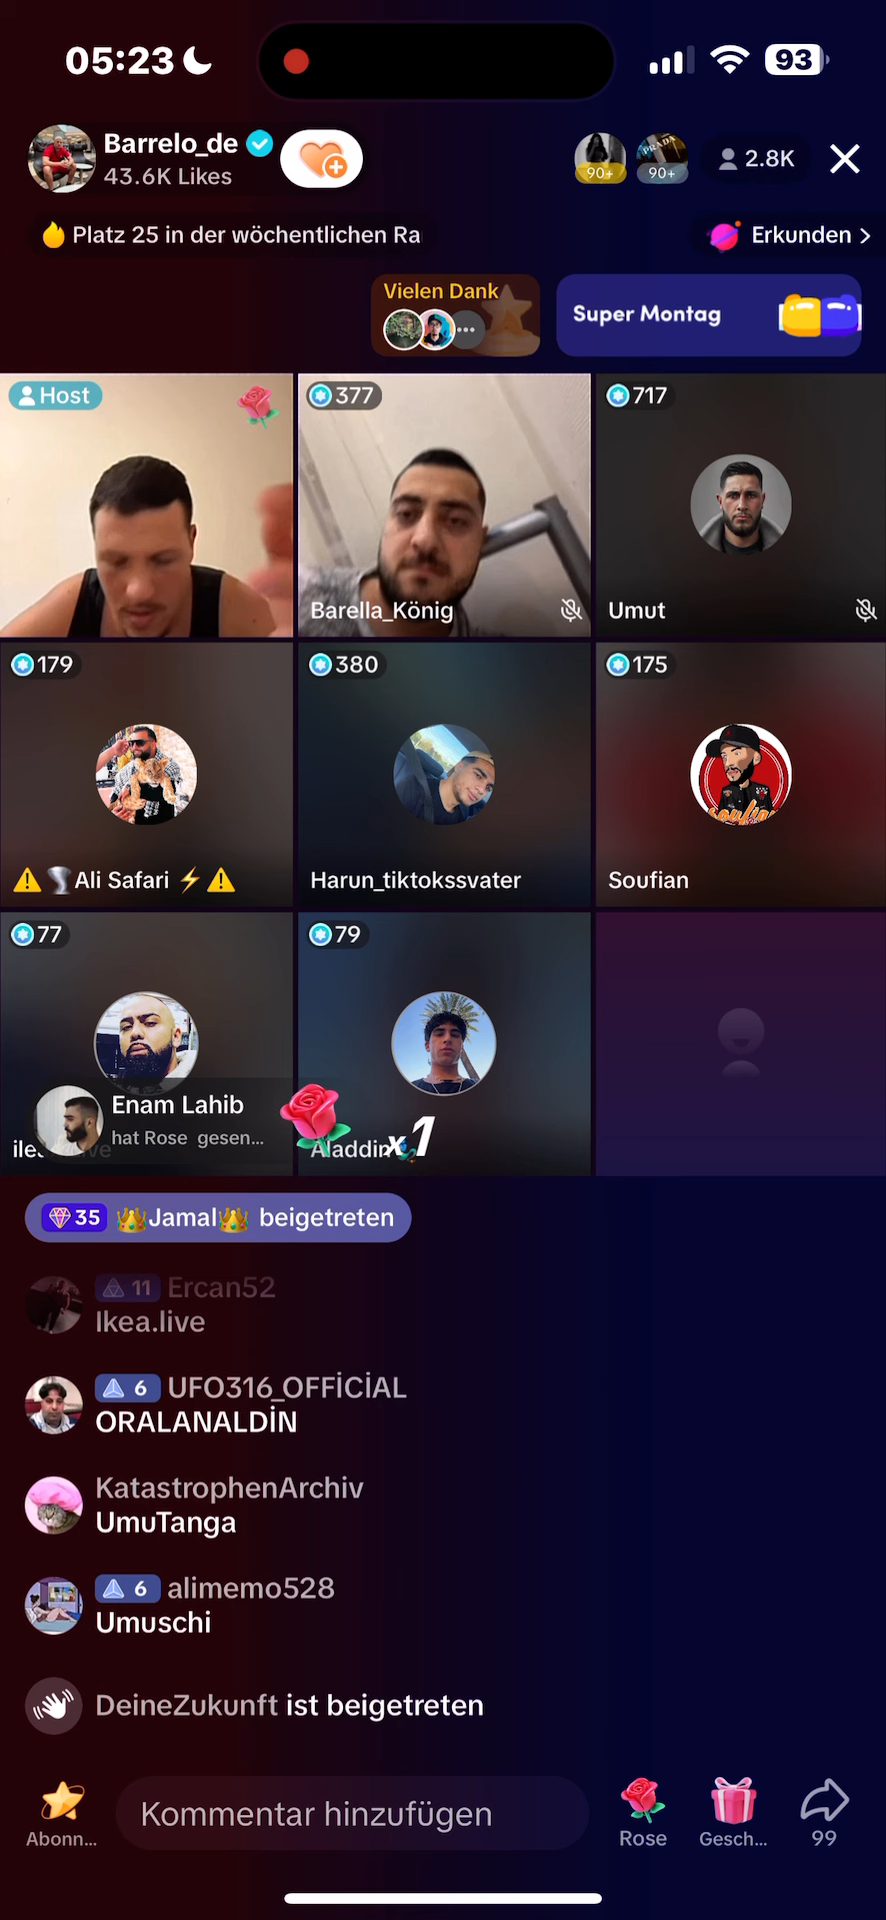 05:23
93
Barrelo_de
43.6K Likes
90+
90+
2.8K
Platz 25 in der wöchentlichen Ra
Erkunden >
Vielen Dank
Super Montag
Host
377
717
Barella_König
Umut
179
380
175
Ali Safari
Harun_tiktokssvater
Soufian
77
79
Enam Lahib
hat Rose gesen...
Aladdin
x1
35 Jamal beigetreten
11 Ercan52
Ikea.live
6 UFO316_OFFİCİAL
ORALANALDİN
KatastrophenArchiv
UmuTanga
6 alimemo528
Umuschi
DeineZukunft ist beigetreten
Kommentar hinzufügen
Abonn...
Rose
Gesch...
99